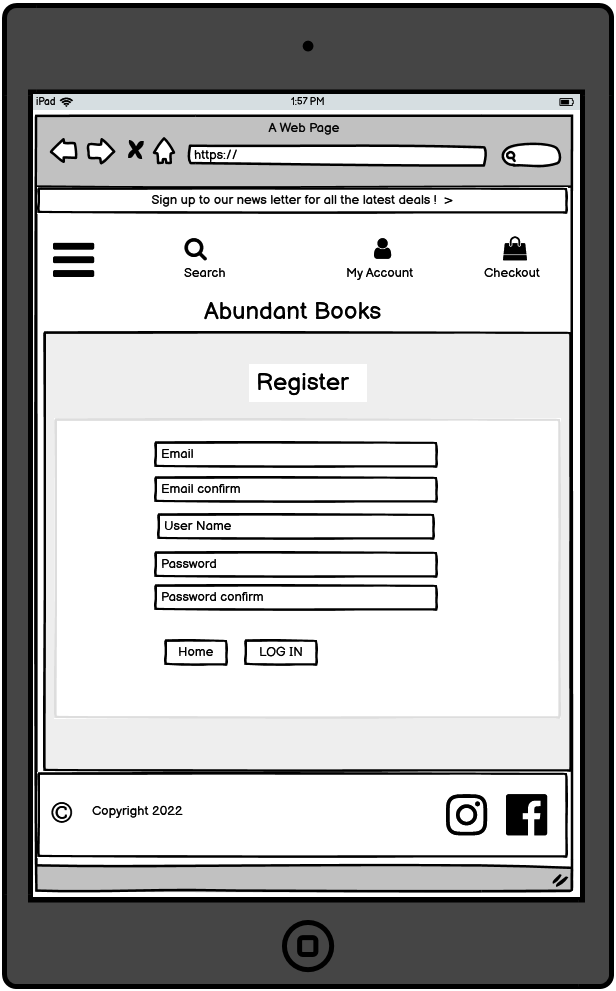 iPad 1:57 PM
A Web Page
https://
Sign up to our news letter for all the latest deals ! >
Search My Account Checkout
Abundant Books
Register
Email
Email confirm
User Name
Password
Password confirm
Home LOG IN
© Copyright 2022